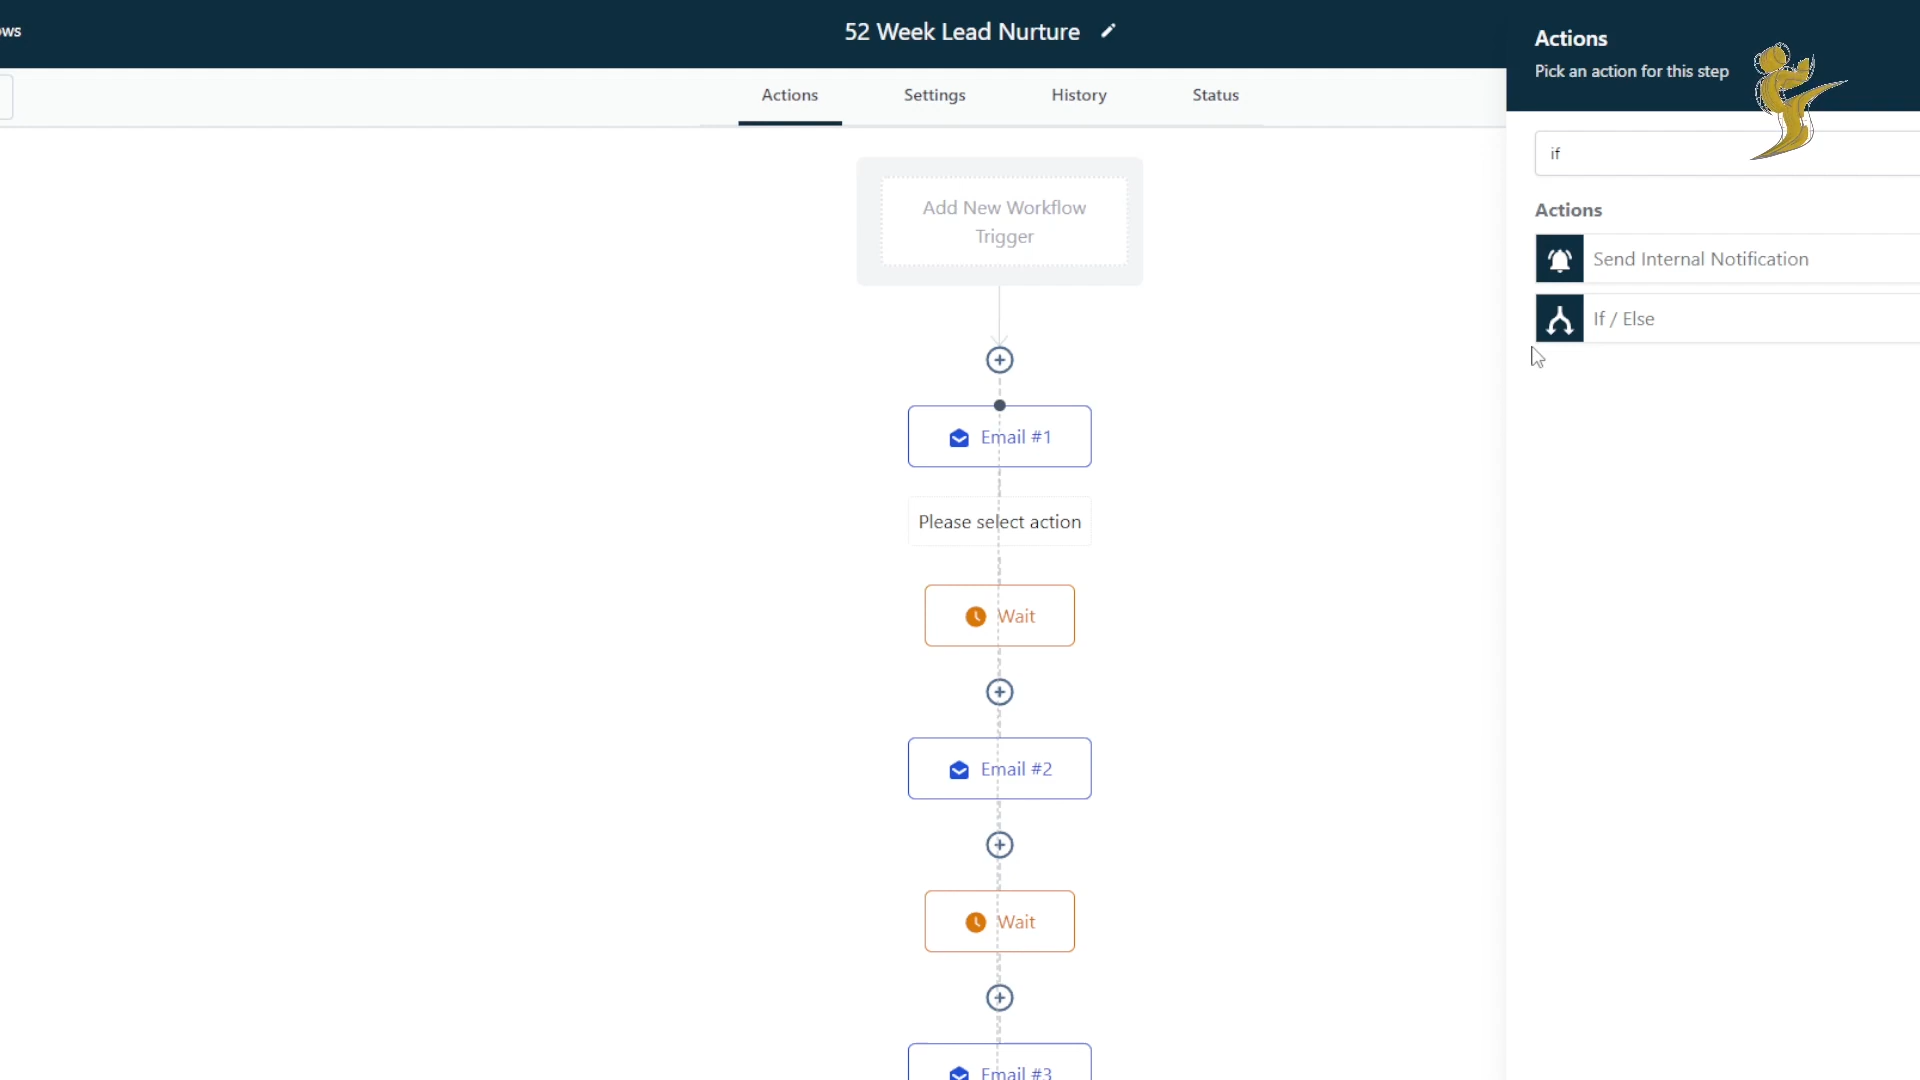 ows
52 Week Lead Nurture
Actions
Settings
History
Status
Add New Workflow
Trigger
Email #1
Please select action
Wait
Email #2
Wait
Email #3
Actions
Pick an action for this step
if
Actions
Send Internal Notification
If / Else